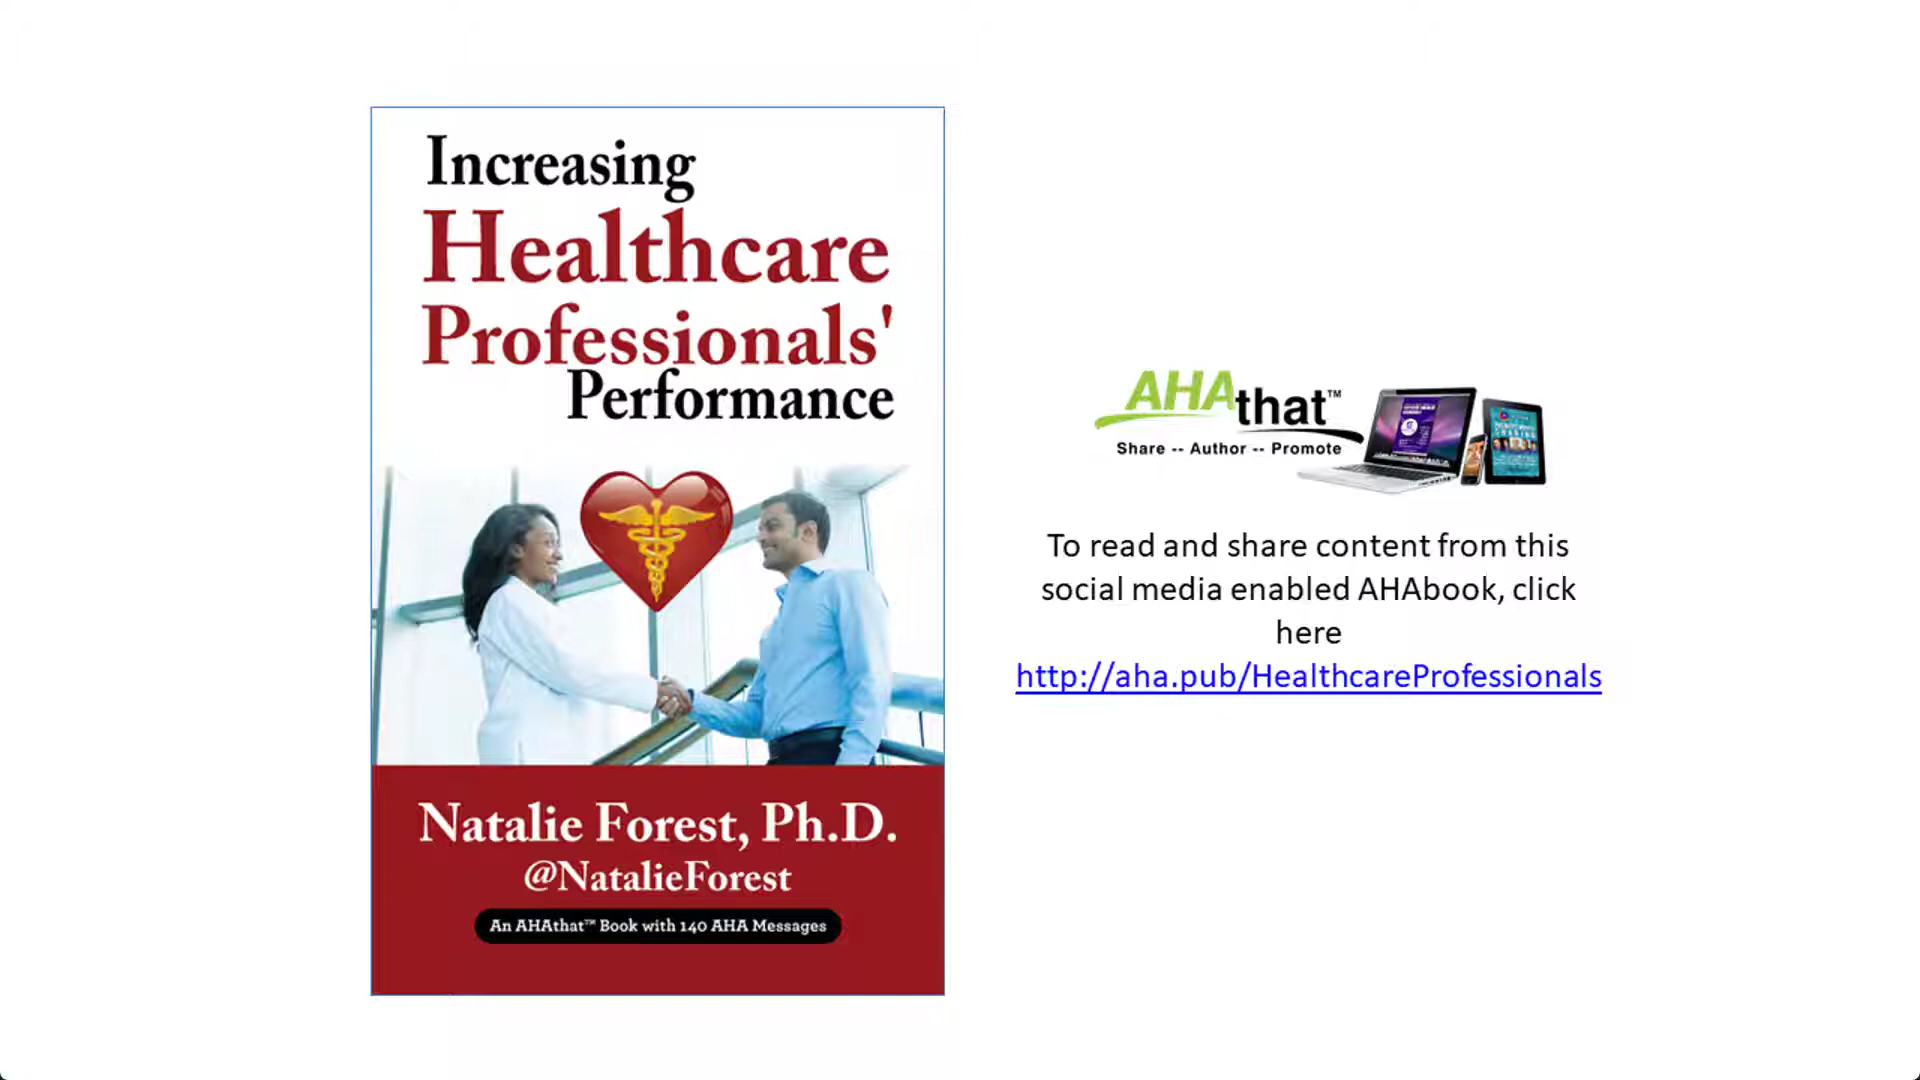 Increasing
Healthcare
Professionals'
Performance
Natalie Forest, Ph.D.
@NatalieForest
An AHAthat™ Book with 140 AHA Messages
AHAthat™
Share -- Author -- Promote
To read and share content from this
social media enabled AHAbook, click
here
http://aha.pub/HealthcareProfessionals